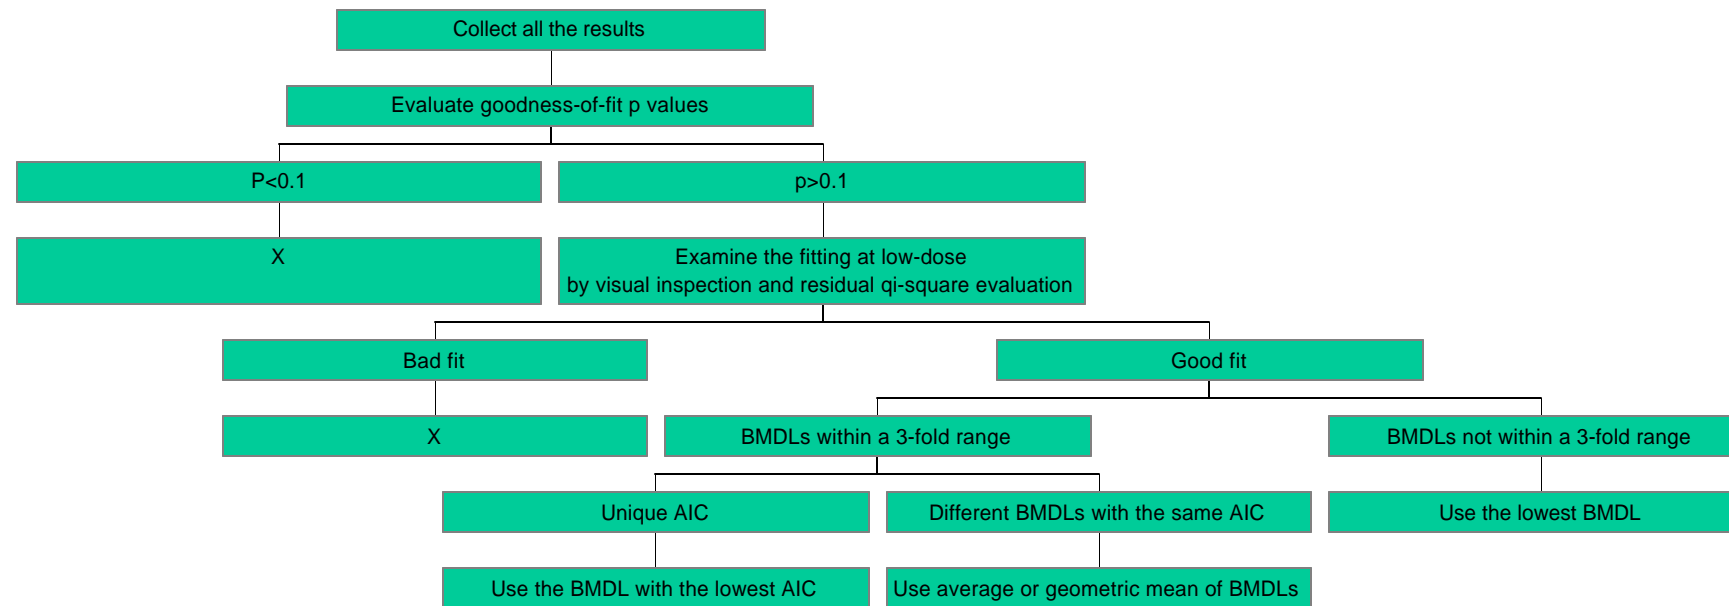 Collect all the results
Evaluate goodness-of-fit p values
P<0.1
p>0.1
X
Examine the fitting at low-dose
by visual inspection and residual qi-square evaluation
Bad fit
Good fit
X
BMDLs within a 3-fold range
BMDLs not within a 3-fold range
Unique AIC
Different BMDLs with the same AIC
Use the lowest BMDL
Use the BMDL with the lowest AIC
Use average or geometric mean of BMDLs